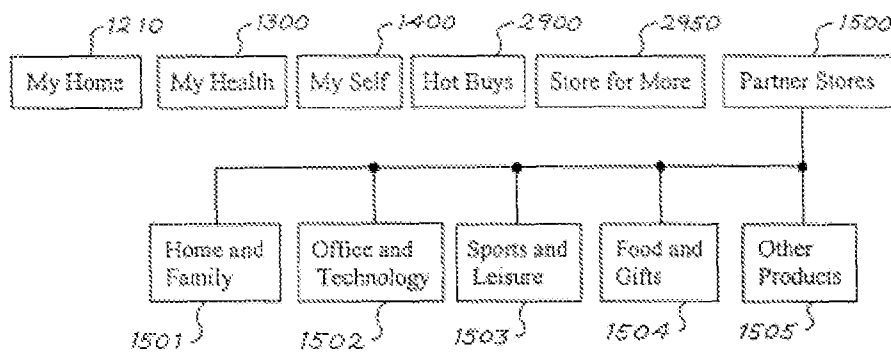 1210 1300 1400 2900 2950 1500
My Home My Health My Self Hot Buys Store for More Partner Stores
Home and Office and Sports and Food and Other
Family Technology Leisure Gifts Products
1501 1502 1503 1504 1505